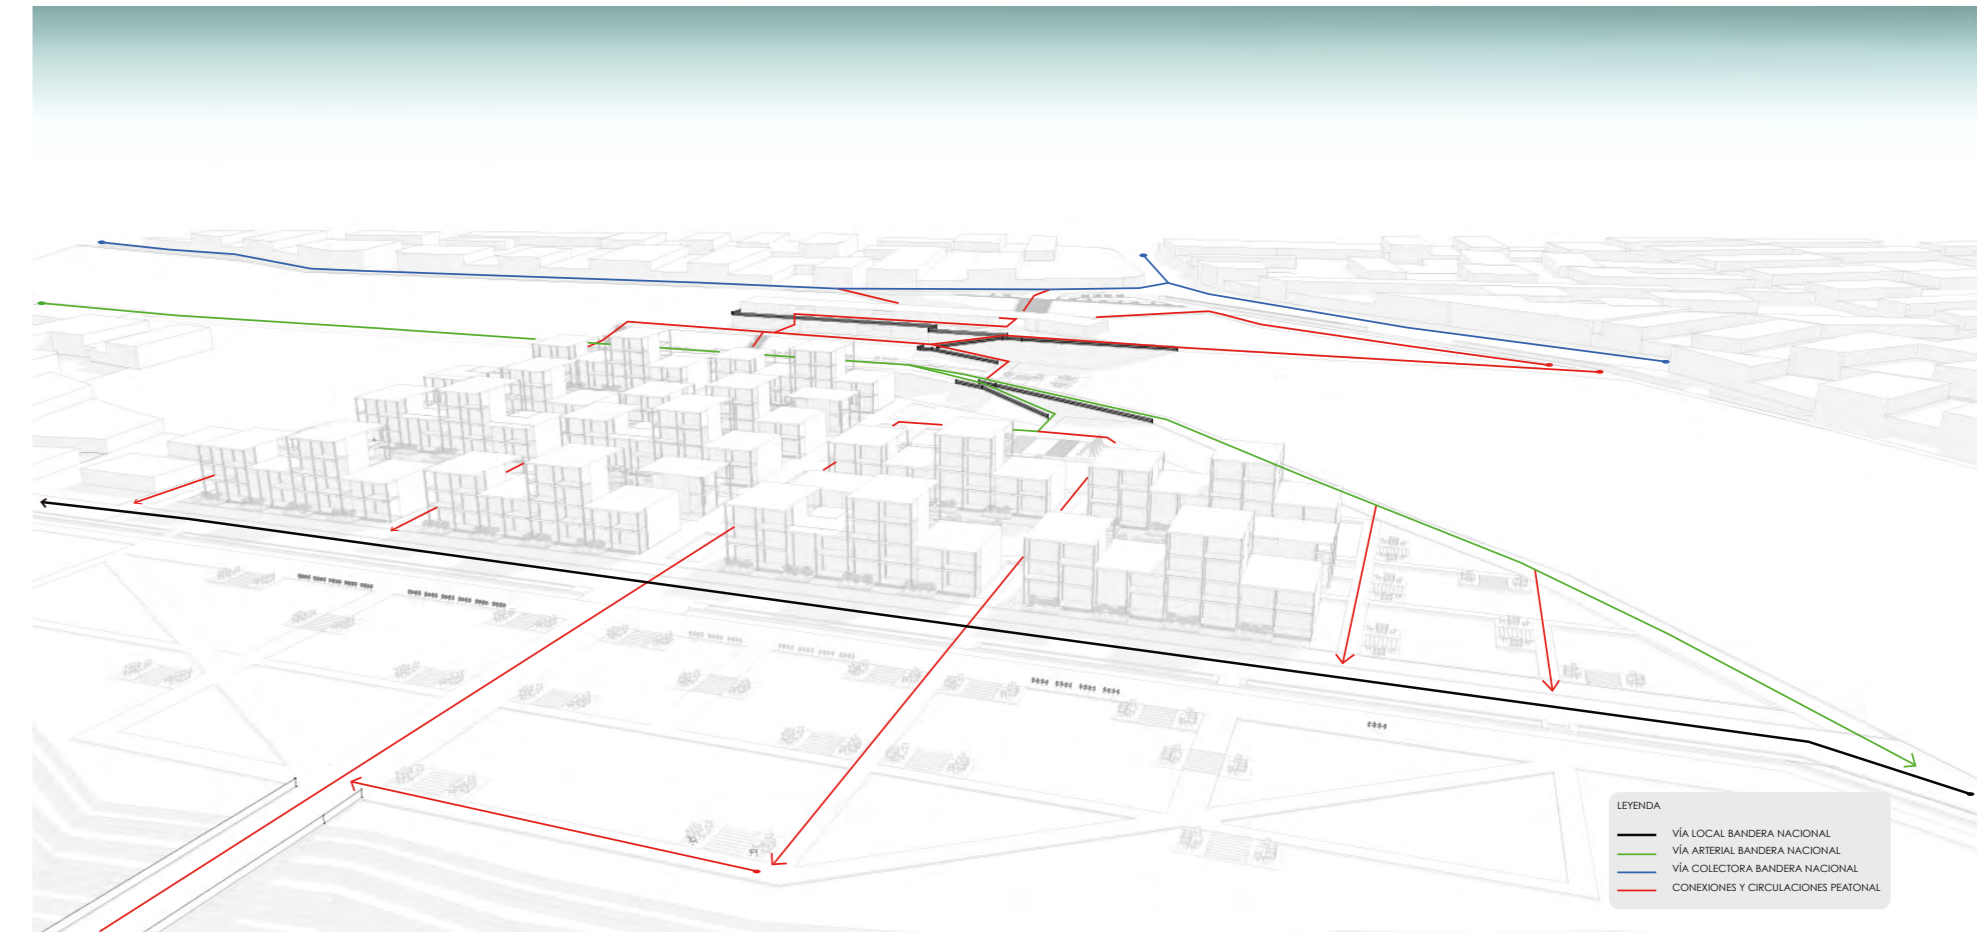 LEYENDA
VÍA LOCAL BANDERA NACIONAL
VÍA ARTERIAL BANDERA NACIONAL
VÍA COLECTORA BANDERA NACIONAL
CONEXIONES Y CIRCULACIONES PEATONAL